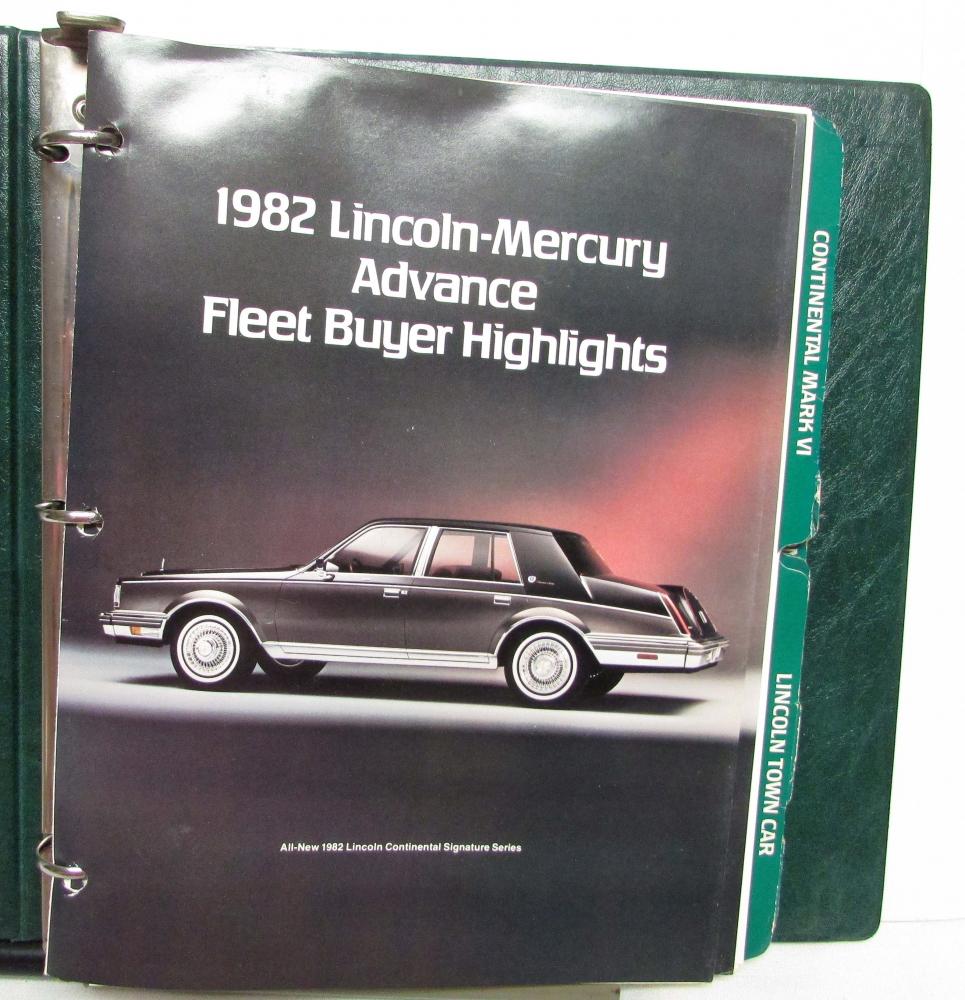 1982 Lincoln-Mercury
Advance
Fleet Buyer Highlights
All-New 1982 Lincoln Continental Signature Series
CONTINENTAL MARK VI
LINCOLN TOWN CAR